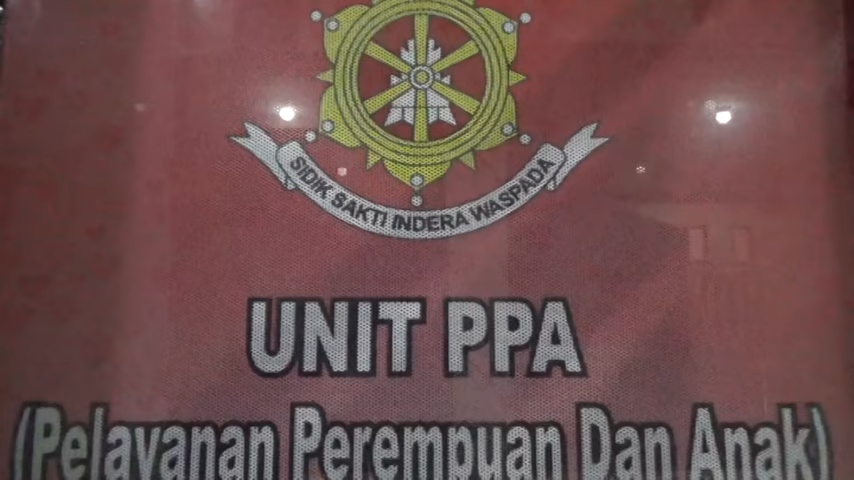 SIDIK SAKTI INDERA WASPADA
UNIT PPA
(Pelayanan Perempuan Dan Anak)